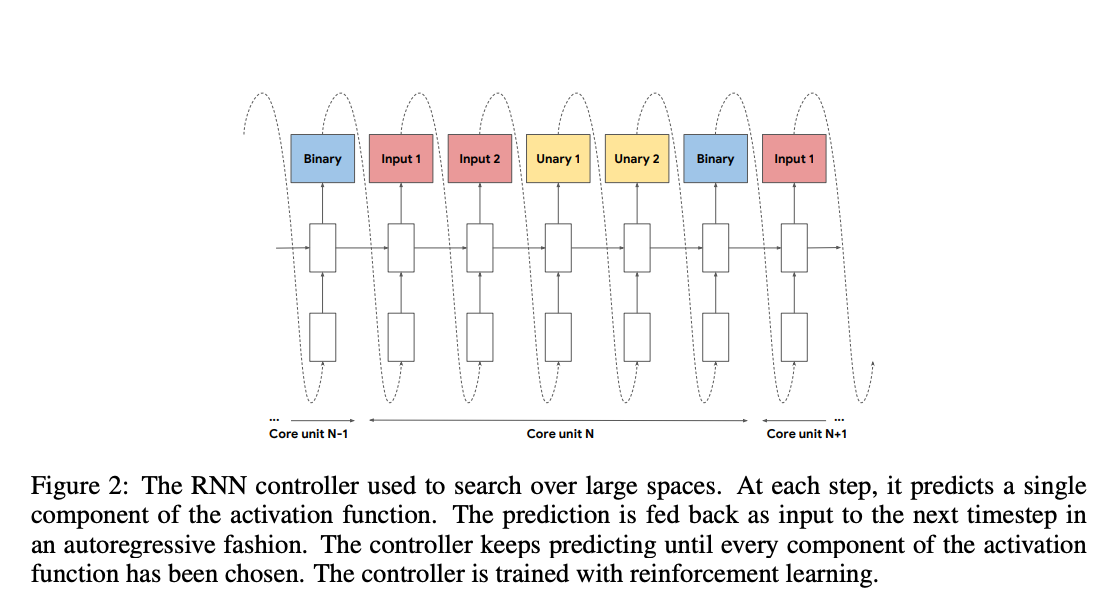 Binary Input 1 Input 2 Unary 1 Unary 2 Binary Input 1
... ...
Core unit N-1 Core unit N Core unit N+1
Figure 2: The RNN controller used to search over large spaces. At each step, it predicts a single
component of the activation function. The prediction is fed back as input to the next timestep in
an autoregressive fashion. The controller keeps predicting until every component of the activation
function has been chosen. The controller is trained with reinforcement learning.